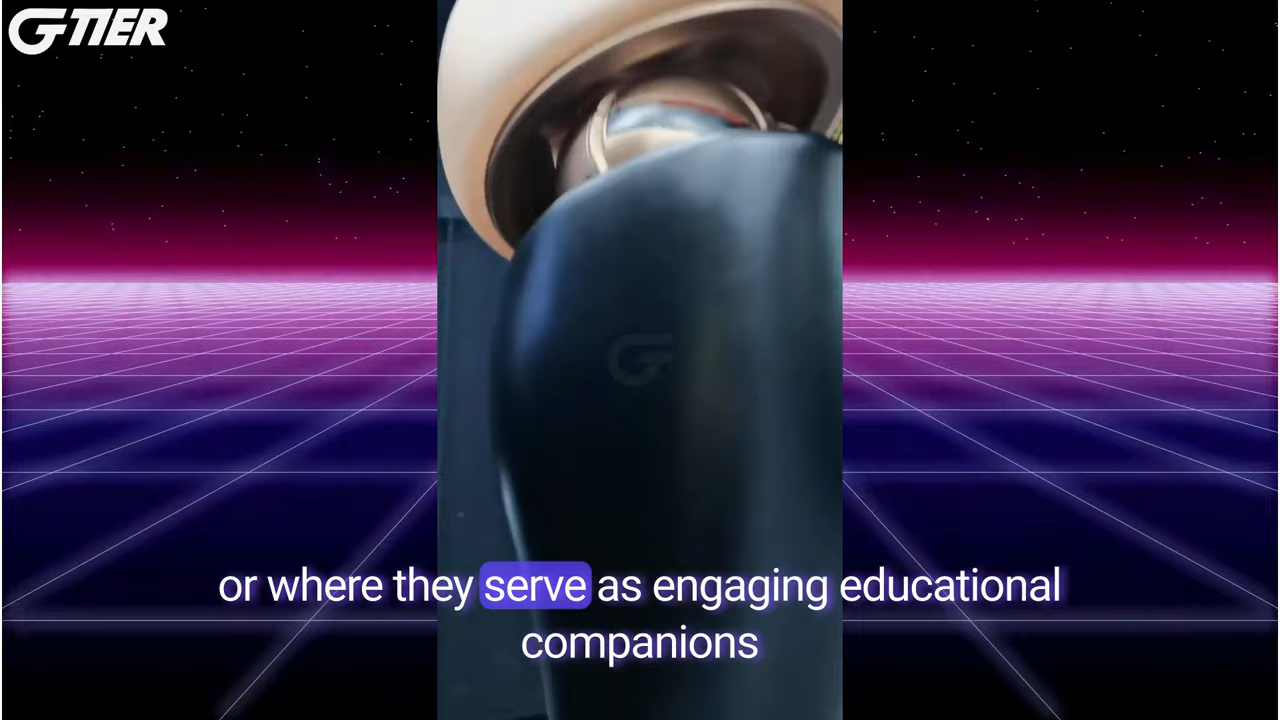 GTIER
G
or where they serve as engaging educational
companions